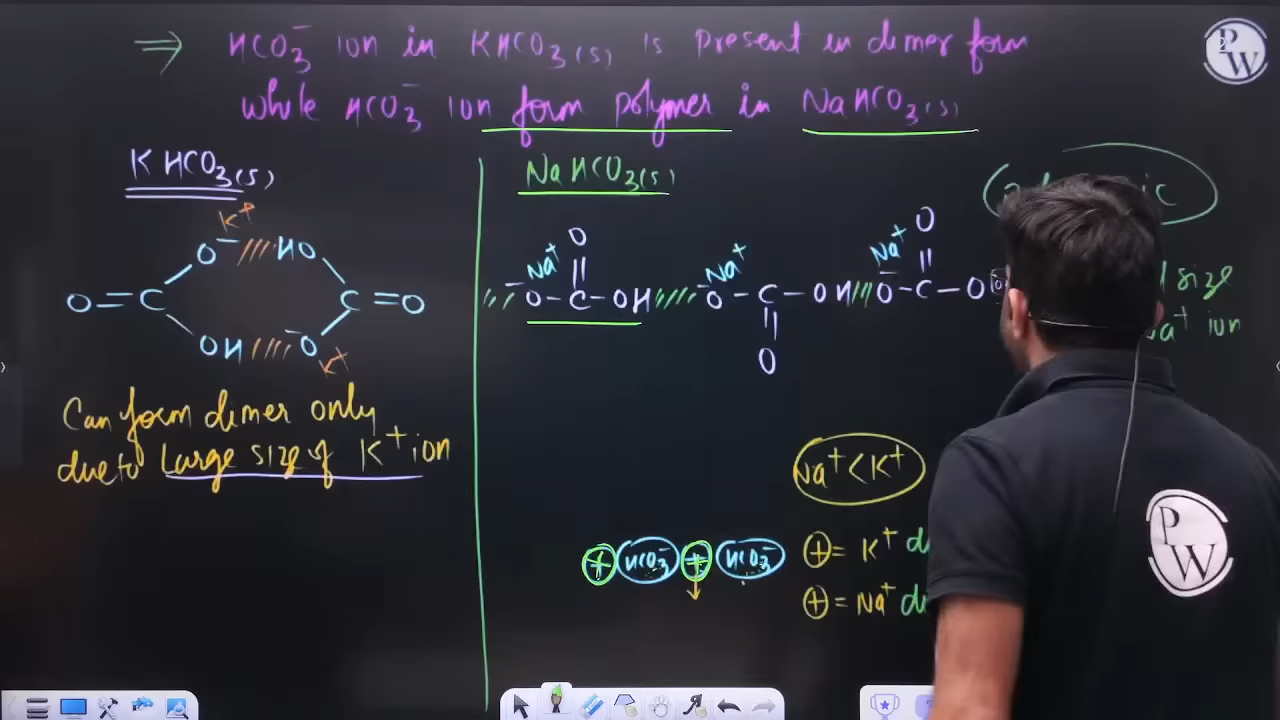 ⇒ HCO₃⁻ ion in KHCO₃(s) is present in dimer form
while HCO₃⁻ ion form polymer in NaHCO₃(s)
KHCO₃(s)
K⁺
O⁻ //// HO
O=C C=O
OH //// ⁻O
K⁺
Can form dimer only
due to Large size of K⁺ ion
NaHCO₃(s)
Na⁺ O Na⁺ Na⁺ O
//// ⁻O-C-OH //// ⁻O-C-OH //// ⁻O-C-O
O
size
ion
Na⁺ < K⁺
+ HCO₃⁻ + HCO₃⁻
⊕ = K⁺
⊕ = Na⁺
PW
PW